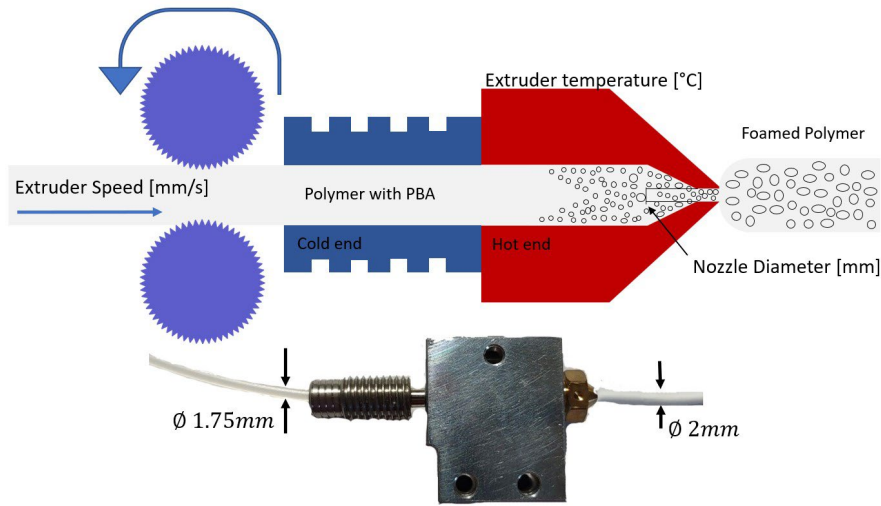 Extruder temperature [°C]
Foamed Polymer
Extruder Speed [mm/s]
Polymer with PBA
Cold end
Hot end
Nozzle Diameter [mm]
Ø 1.75mm
Ø 2mm